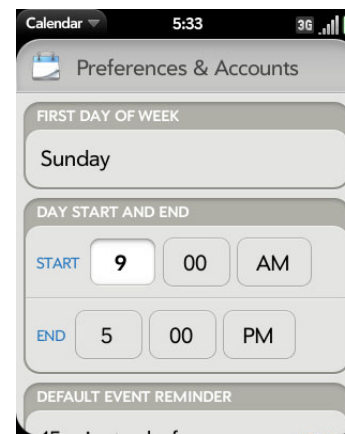 Calendar 5:33 3G
Preferences & Accounts
FIRST DAY OF WEEK
Sunday
DAY START AND END
START 9 00 AM
END 5 00 PM
DEFAULT EVENT REMINDER